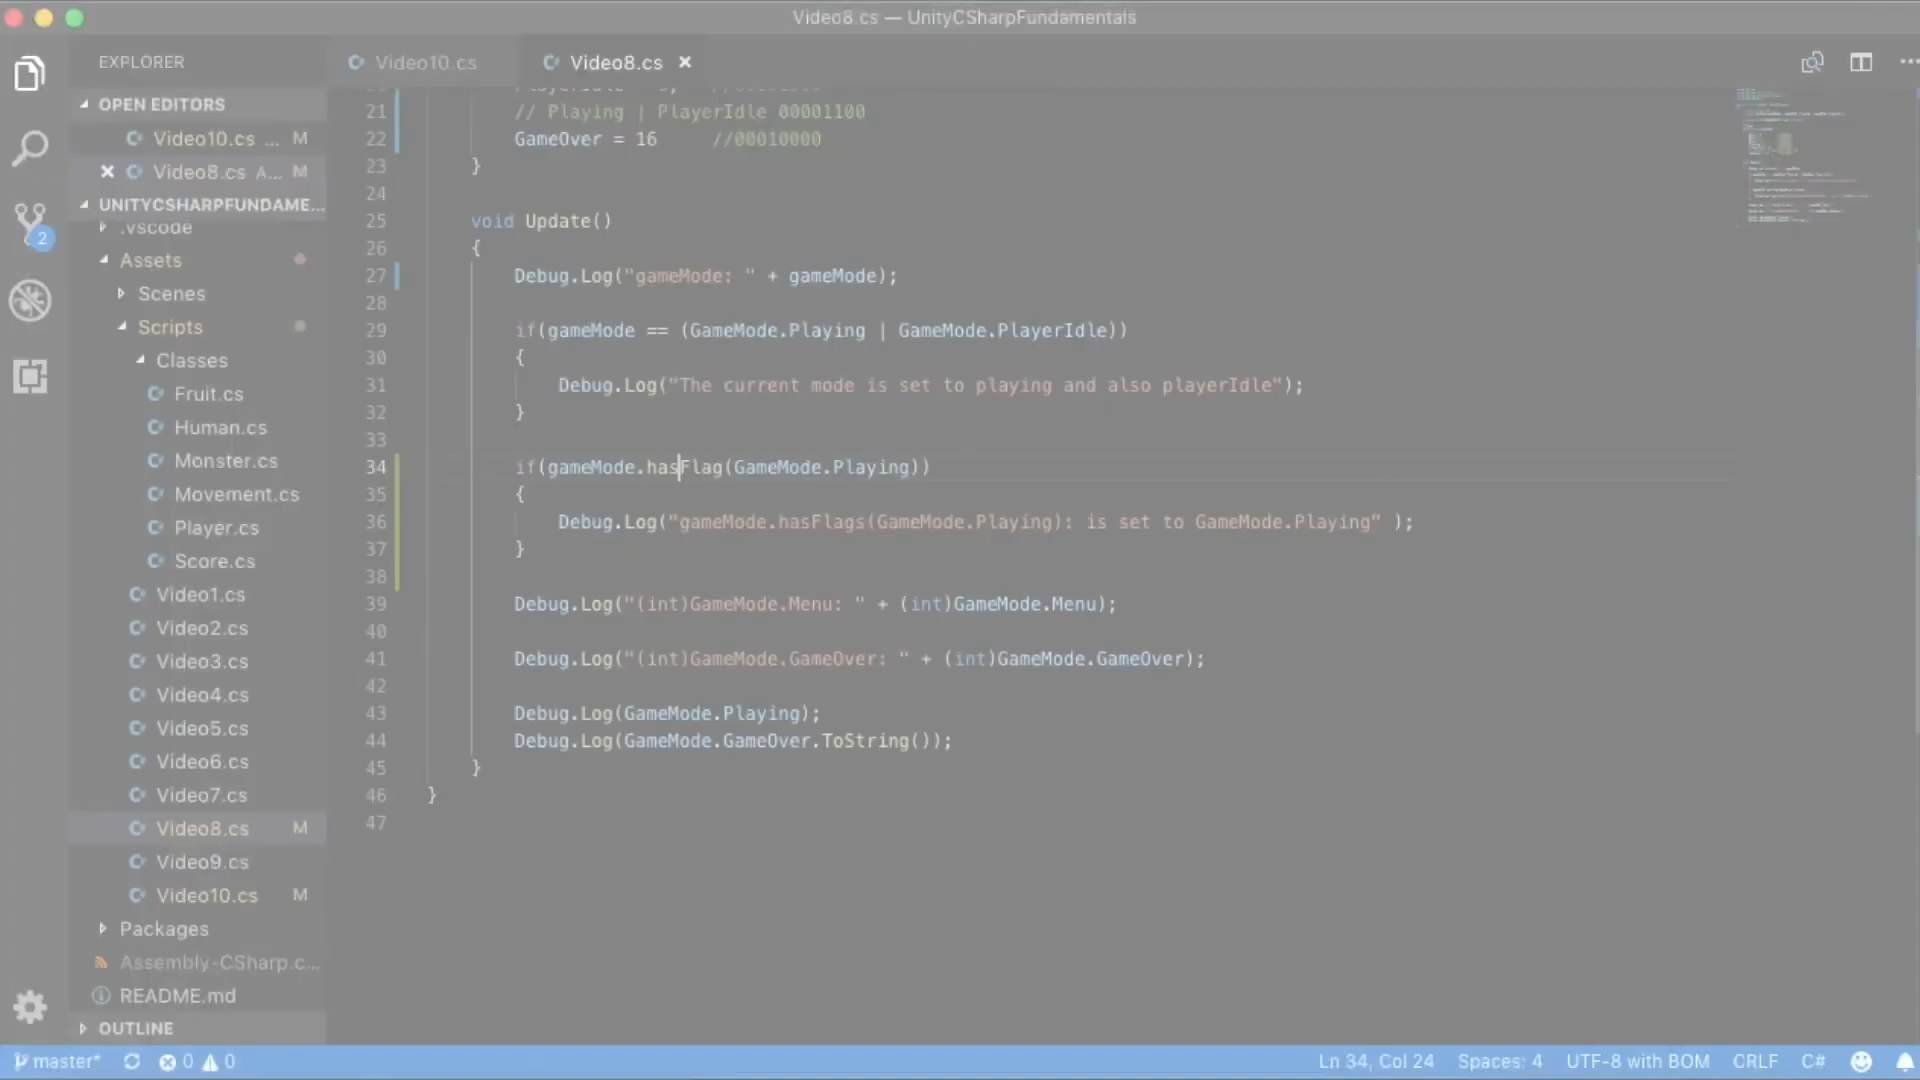 Video8.cs — UnityCSharpFundamentals
EXPLORER
Video10.cs
Video8.cs
OPEN EDITORS
Video10.cs ... M
Video8.cs A... M
UNITYCSHARPFUNDAME...
.vscode
Assets
Scenes
Scripts
Classes
Fruit.cs
Human.cs
Monster.cs
Movement.cs
Player.cs
Score.cs
Video1.cs
Video2.cs
Video3.cs
Video4.cs
Video5.cs
Video6.cs
Video7.cs
Video8.cs M
Video9.cs
Video10.cs M
Packages
Assembly-CSharp.c...
README.md
OUTLINE
21 // Playing | PlayerIdle 00001100
22 GameOver = 16 //00010000
23 }
24
25 void Update()
26 {
27 Debug.Log("gameMode: " + gameMode);
28
29 if(gameMode == (GameMode.Playing | GameMode.PlayerIdle))
30 {
31 Debug.Log("The current mode is set to playing and also playerIdle");
32 }
33
34 if(gameMode.hasFlag(GameMode.Playing))
35 {
36 Debug.Log("gameMode.hasFlags(GameMode.Playing): is set to GameMode.Playing" );
37 }
38
39 Debug.Log("(int)GameMode.Menu: " + (int)GameMode.Menu);
40
41 Debug.Log("(int)GameMode.GameOver: " + (int)GameMode.GameOver);
42
43 Debug.Log(GameMode.Playing);
44 Debug.Log(GameMode.GameOver.ToString());
45 }
46 }
47
2
master* 0 0 Ln 34, Col 24 Spaces: 4 UTF-8 with BOM CRLF C#